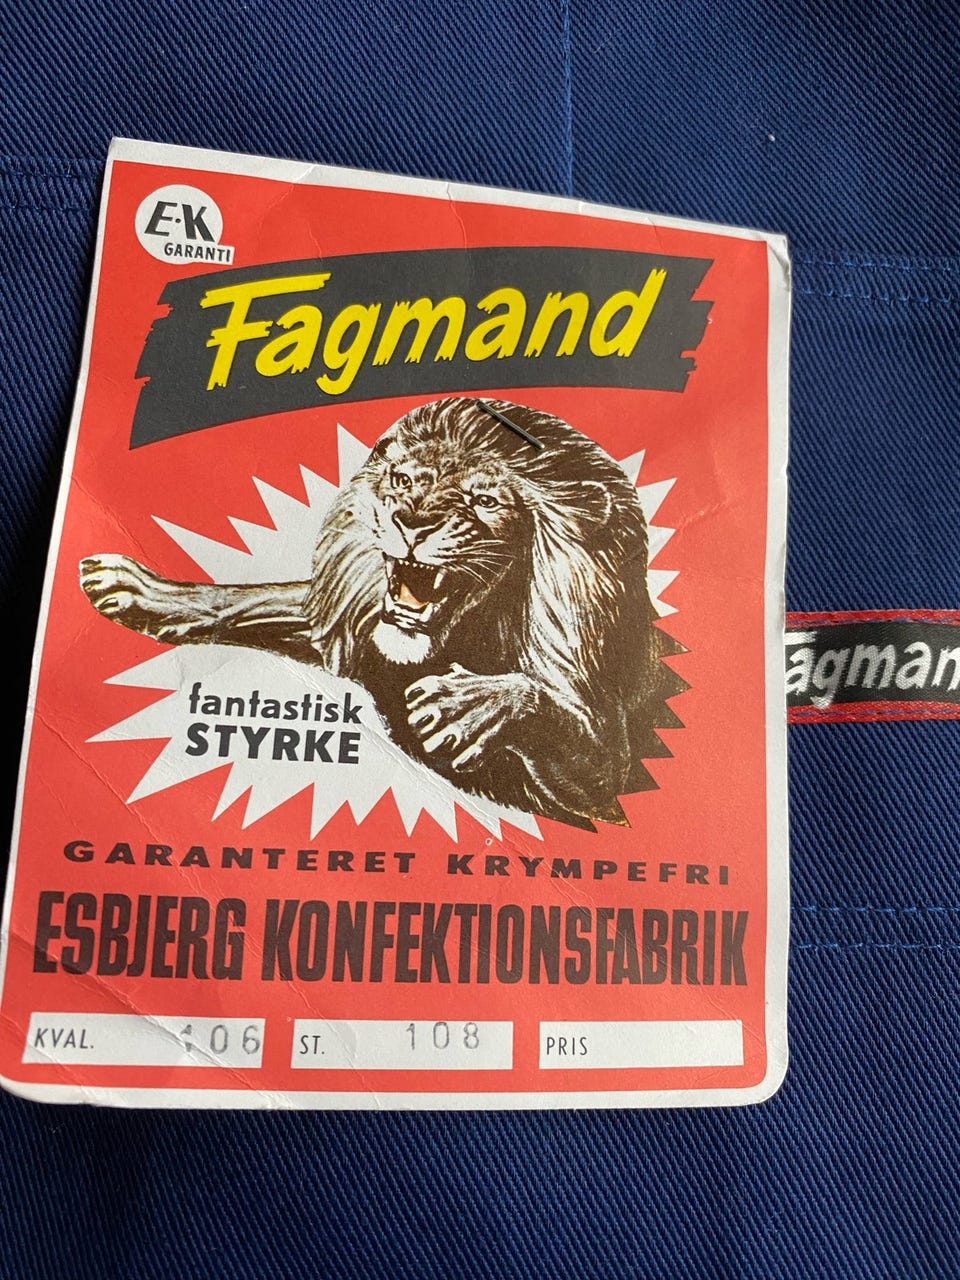 E·K
GARANTI
Fagmand
fantastisk
STYRKE
Fagman
GARANTERET KRYMPEFRI
ESBJERG KONFEKTIONSFABRIK
KVAL. 106 ST. 108 PRIS